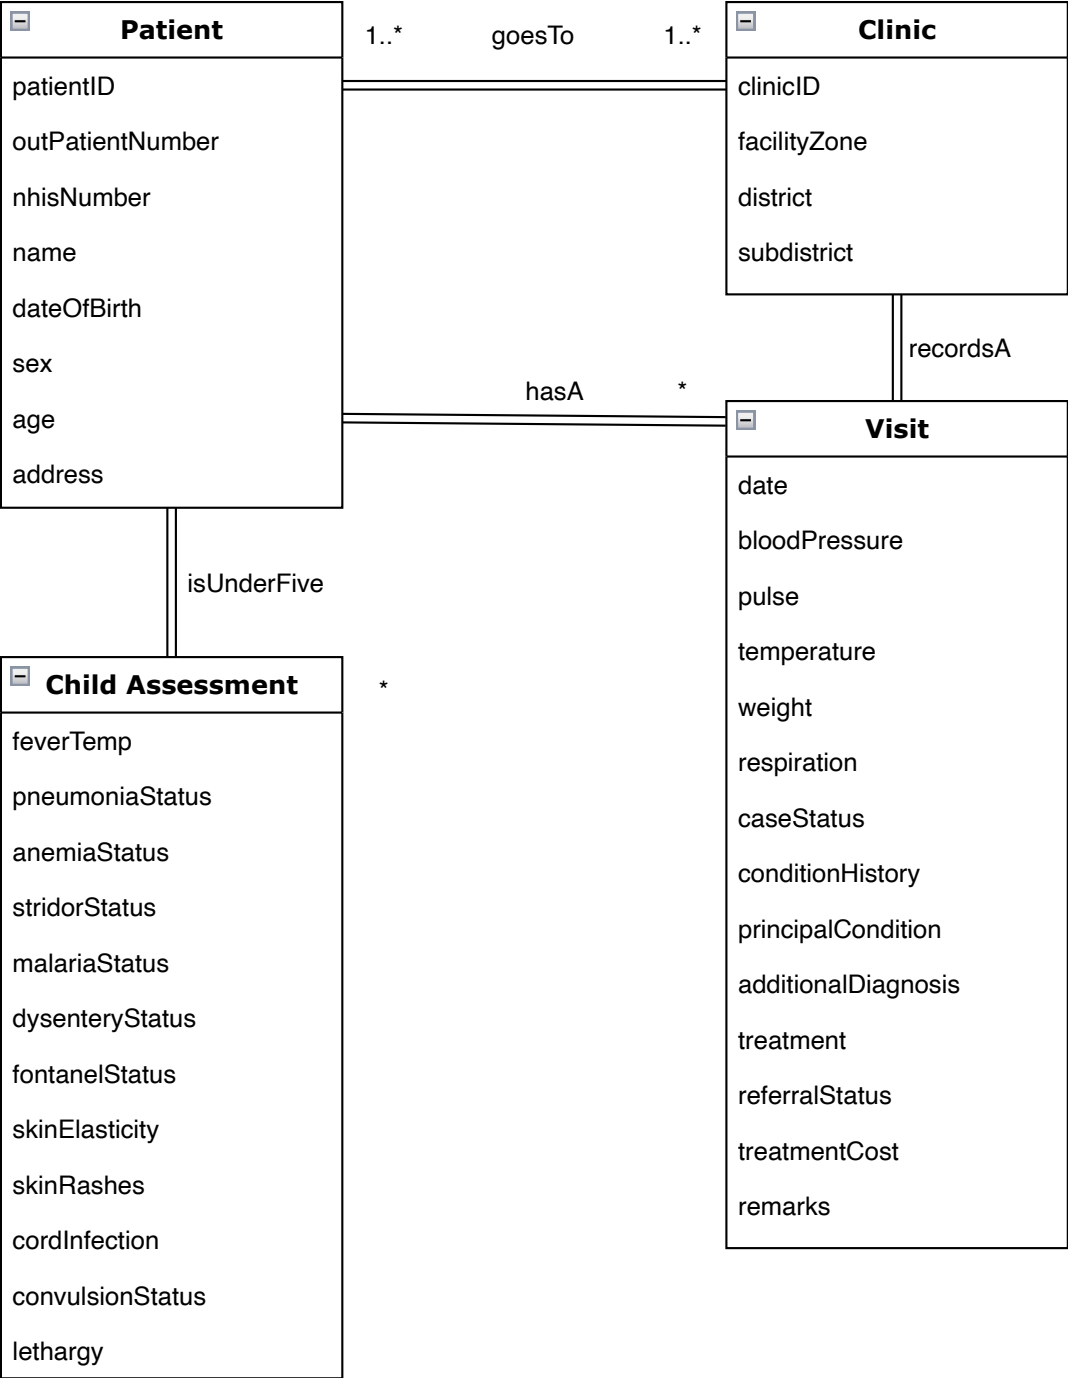 Patient
patientID
outPatientNumber
nhisNumber
name
dateOfBirth
sex
age
address
1..* goesTo 1..*
Clinic
clinicID
facilityZone
district
subdistrict
recordsA
hasA *
Visit
date
bloodPressure
pulse
temperature
weight
respiration
caseStatus
conditionHistory
principalCondition
additionalDiagnosis
treatment
referralStatus
treatmentCost
remarks
isUnderFive
Child Assessment
*
feverTemp
pneumoniaStatus
anemiaStatus
stridorStatus
malariaStatus
dysenteryStatus
fontanelStatus
skinElasticity
skinRashes
cordInfection
convulsionStatus
lethargy